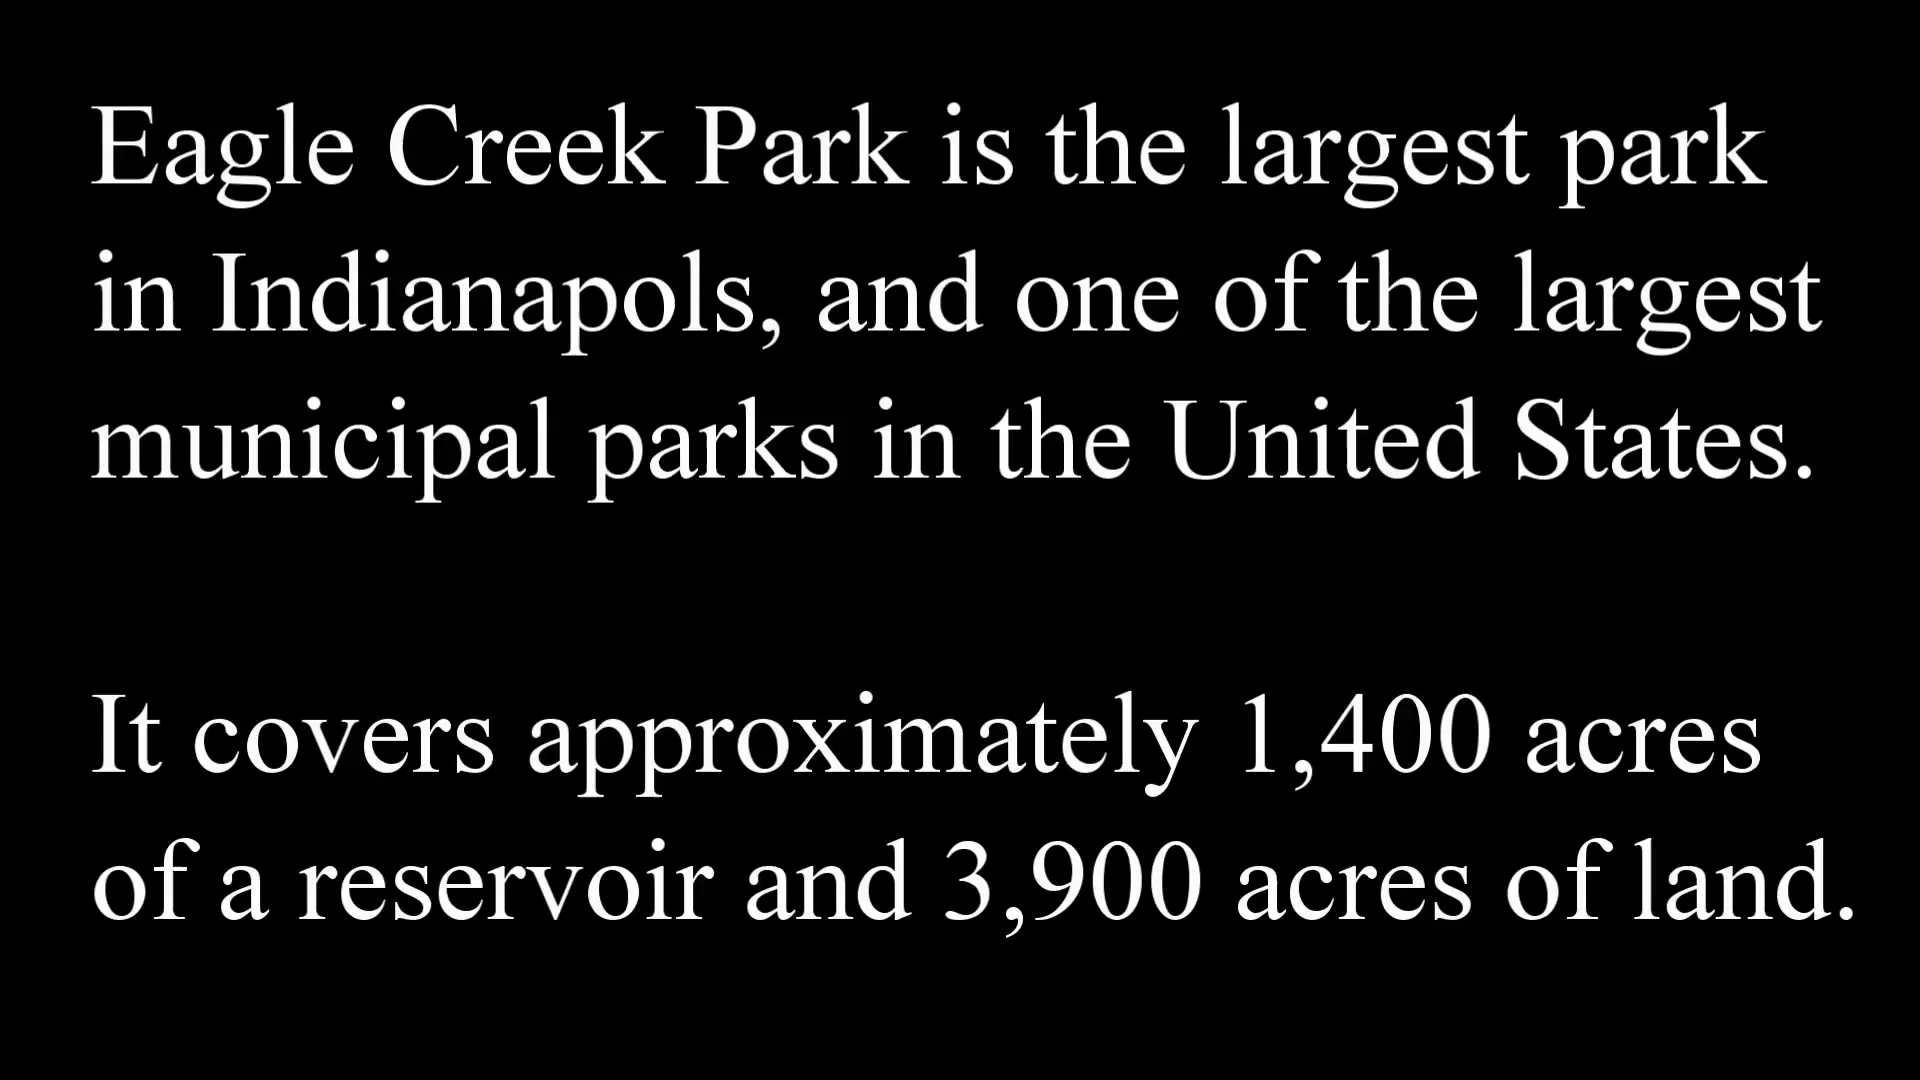 Eagle Creek Park is the largest park
in Indianapols, and one of the largest
municipal parks in the United States.
It covers approximately 1,400 acres
of a reservoir and 3,900 acres of land.